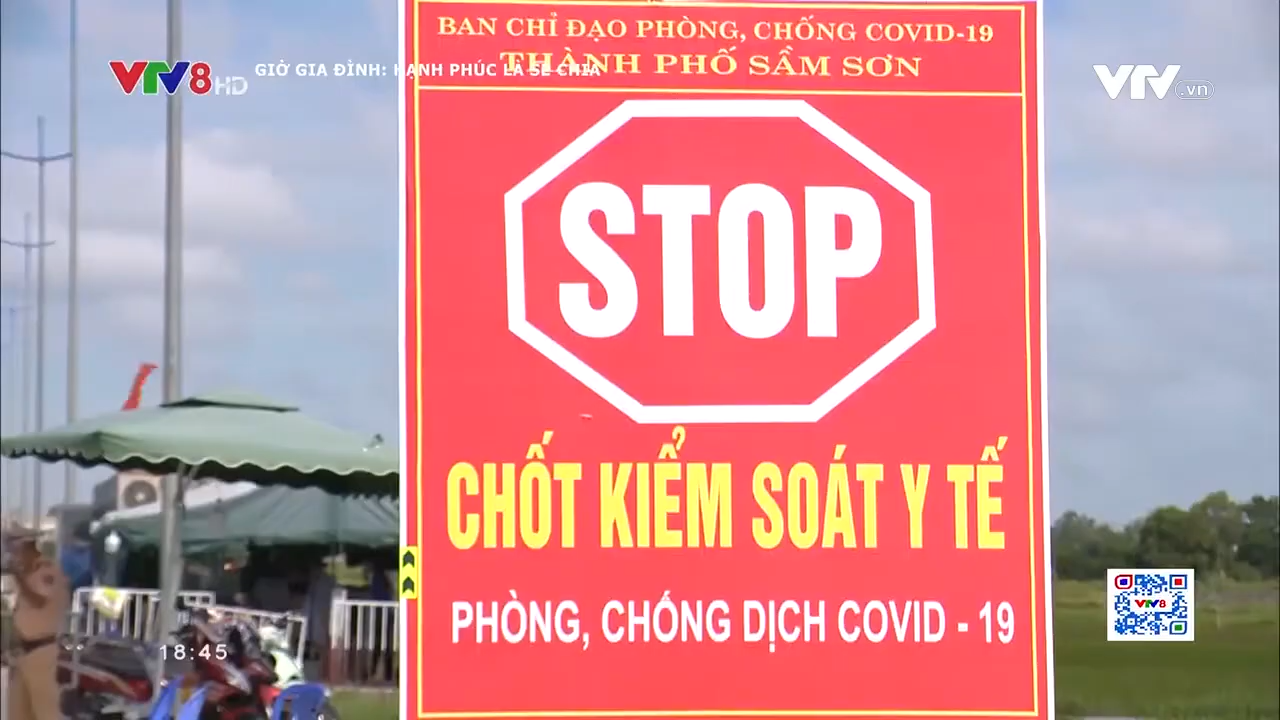 BAN CHỈ ĐẠO PHÒNG, CHỐNG COVID-19
THÀNH PHỐ SẦM SƠN
VTV8 HD
GIỜ GIA ĐÌNH: HẠNH PHÚC LÀ SẺ CHIA
VTV.vn
STOP
CHỐT KIỂM SOÁT Y TẾ
PHÒNG, CHỐNG DỊCH COVID - 19
VTV8
18:45